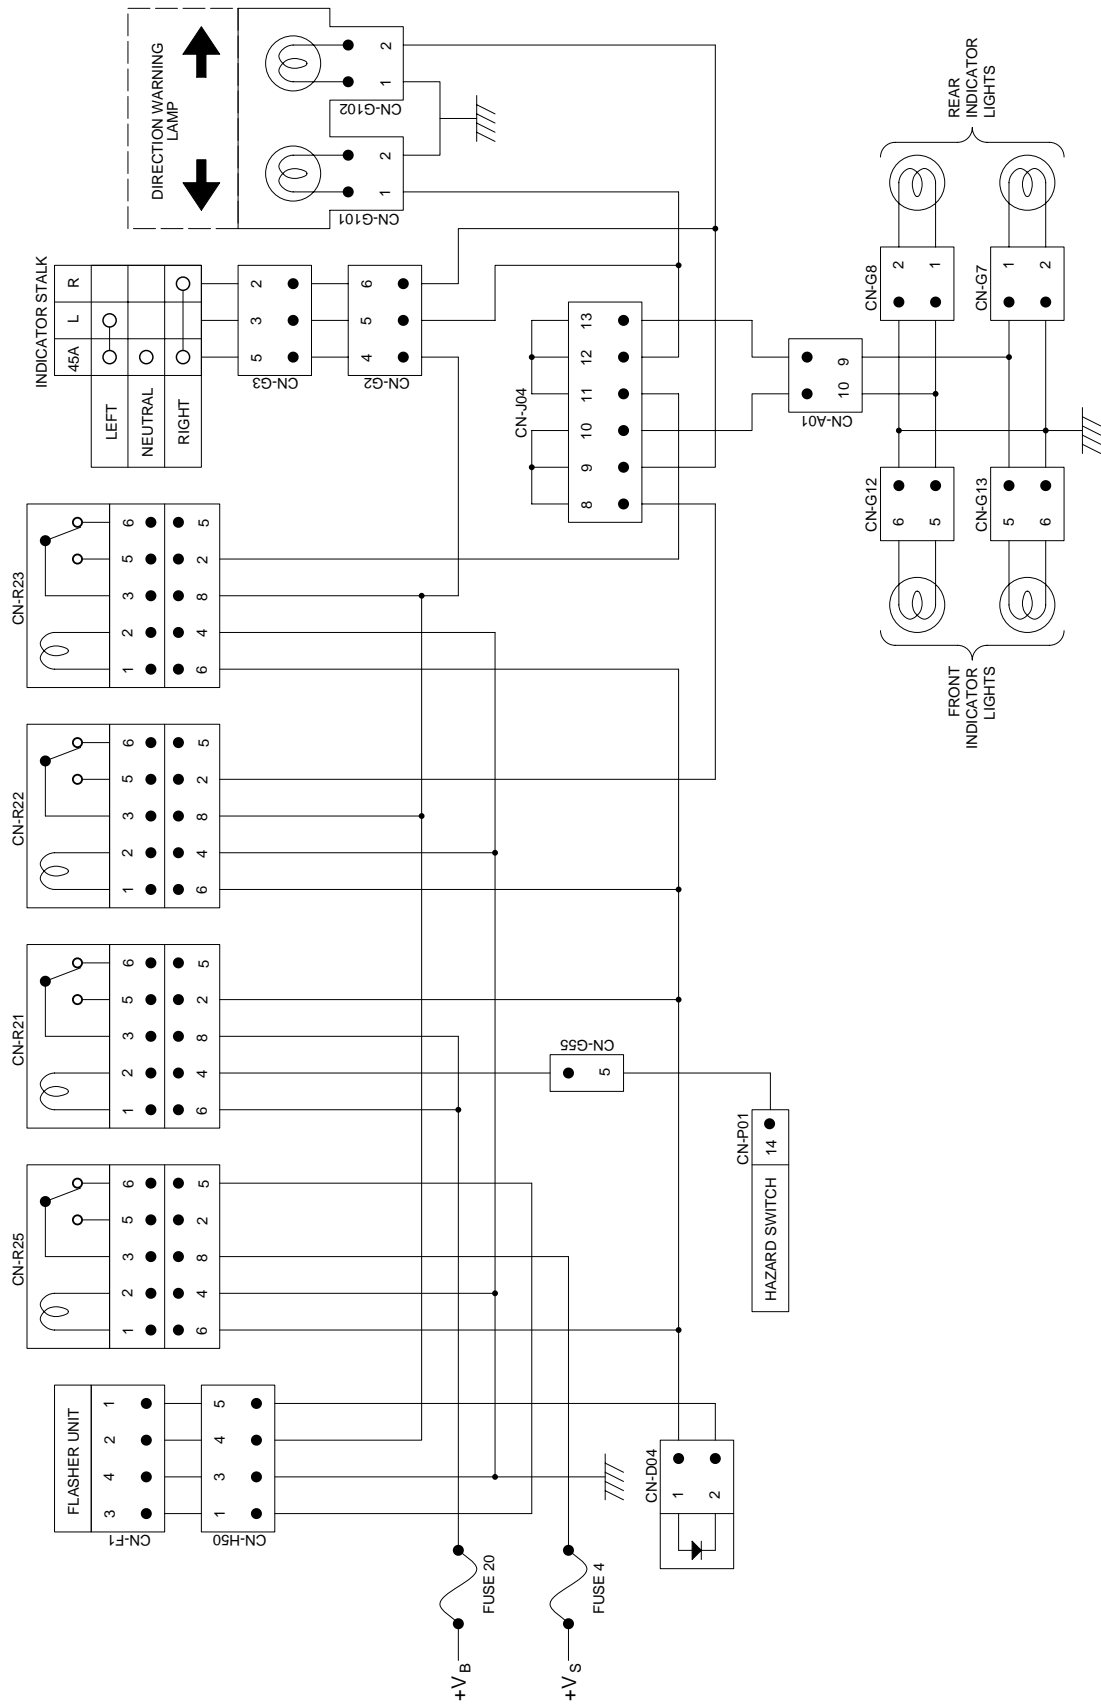 FLASHER UNIT
3 4 2 1
CN-F1
1 3 4 5
CN-H50
CN-R25
1 2 3 5 6
6 4 8 2 5
CN-R21
1 2 3 5 6
6 4 8 2 5
CN-R22
1 2 3 5 6
6 4 8 2 5
CN-R23
1 2 3 5 6
6 4 8 2 5
INDICATOR STALK
45A L R
LEFT
NEUTRAL
RIGHT
5 3 2
CN-G3
4 5 6
CN-G2
DIRECTION WARNING
LAMP
1 2
CN-G101
1 2
CN-G102
+V B
FUSE 20
+V S
FUSE 4
CN-D04
1
2
5
CN-G55
CN-P01
HAZARD SWITCH 14
CN-J04
8 9 10 11 12 13
10 9
CN-A01
FRONT
INDICATOR
LIGHTS
CN-G12
6
5
CN-G13
5
6
CN-G8
2
1
CN-G7
1
2
REAR
INDICATOR
LIGHTS